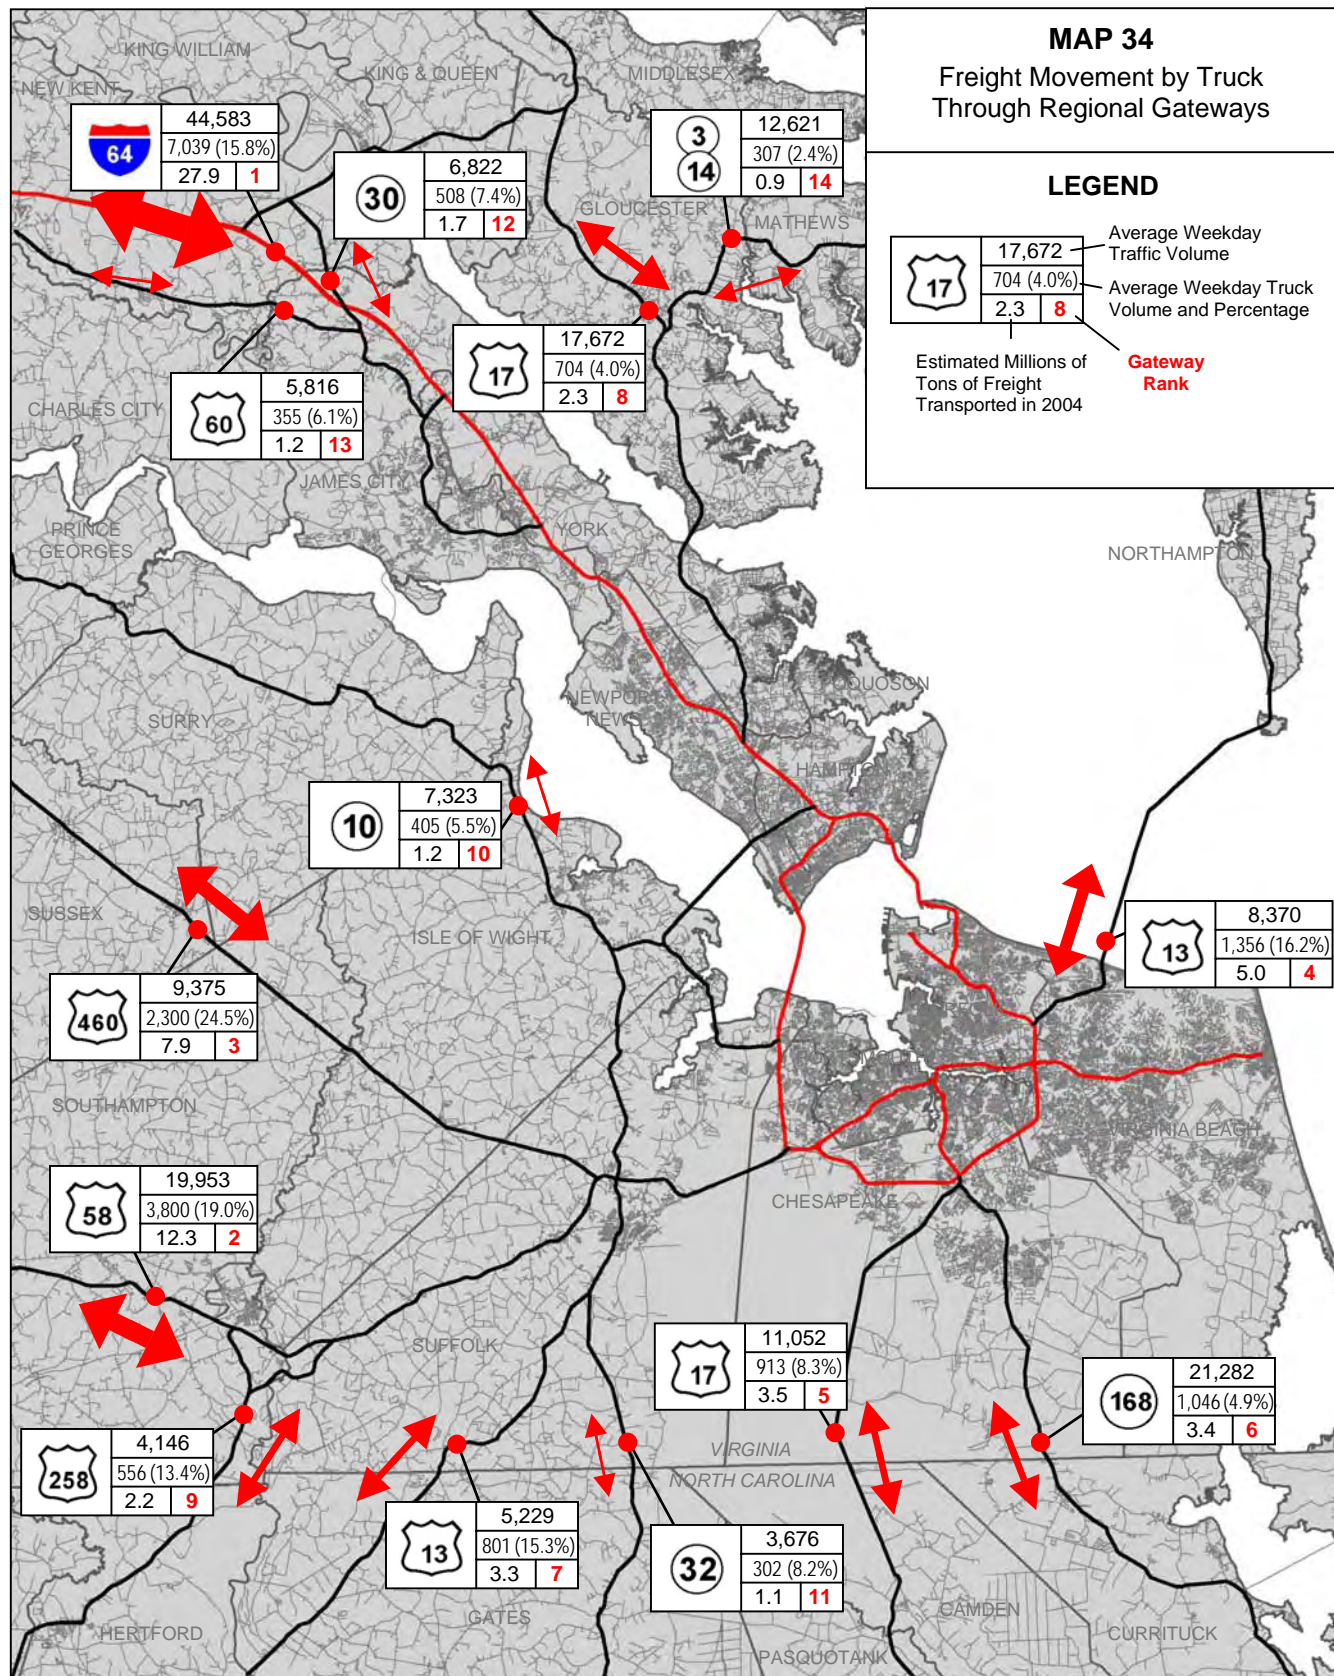 MAP 34
Freight Movement by Truck
Through Regional Gateways
LEGEND
17
17,672
704 (4.0%)
2.3
8
Average Weekday
Traffic Volume
Average Weekday Truck
Volume and Percentage
Estimated Millions of
Tons of Freight
Transported in 2004
Gateway
Rank
KING WILLIAM
KING & QUEEN
MIDDLESEX
NEW KENT
64
44,583
7,039 (15.8%)
27.9
1
30
6,822
508 (7.4%)
1.7
12
3
14
12,621
307 (2.4%)
0.9
14
GLOUCESTER
MATHEWS
17
17,672
704 (4.0%)
2.3
8
60
5,816
355 (6.1%)
1.2
13
CHARLES CITY
JAMES CITY
YORK
PRINCE
GEORGES
NORTHAMPTON
SURRY
NEWPORT
NEWS
HAMPTON
10
7,323
405 (5.5%)
1.2
10
SUSSEX
ISLE OF WIGHT
13
8,370
1,356 (16.2%)
5.0
4
460
9,375
2,300 (24.5%)
7.9
3
SOUTHAMPTON
VIRGINIA BEACH
58
19,953
3,800 (19.0%)
12.3
2
CHESAPEAKE
SUFFOLK
17
11,052
913 (8.3%)
3.5
5
168
21,282
1,046 (4.9%)
3.4
6
258
4,146
556 (13.4%)
2.2
9
VIRGINIA
NORTH CAROLINA
13
5,229
801 (15.3%)
3.3
7
32
3,676
302 (8.2%)
1.1
11
GATES
HERTFORD
CAMDEN
CURRITUCK
PASQUOTANK